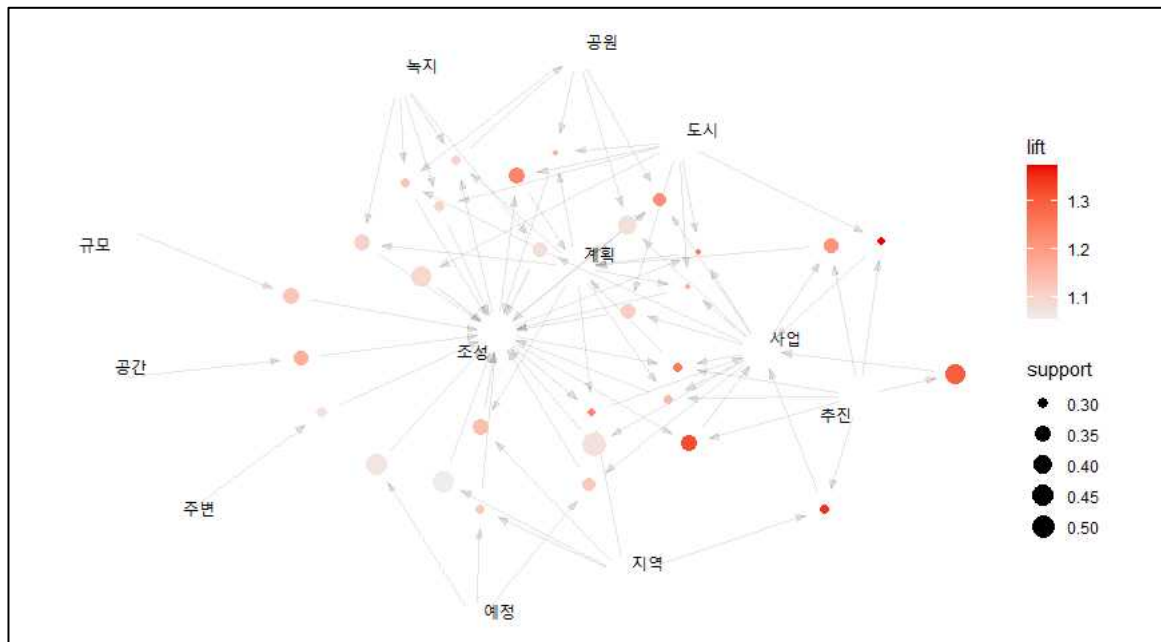 공원
녹지
도시
규모
계획
사업
조성
공간
추진
주변
지역
예정
lift
1.3
1.2
1.1
support
0.30
0.35
0.40
0.45
0.50